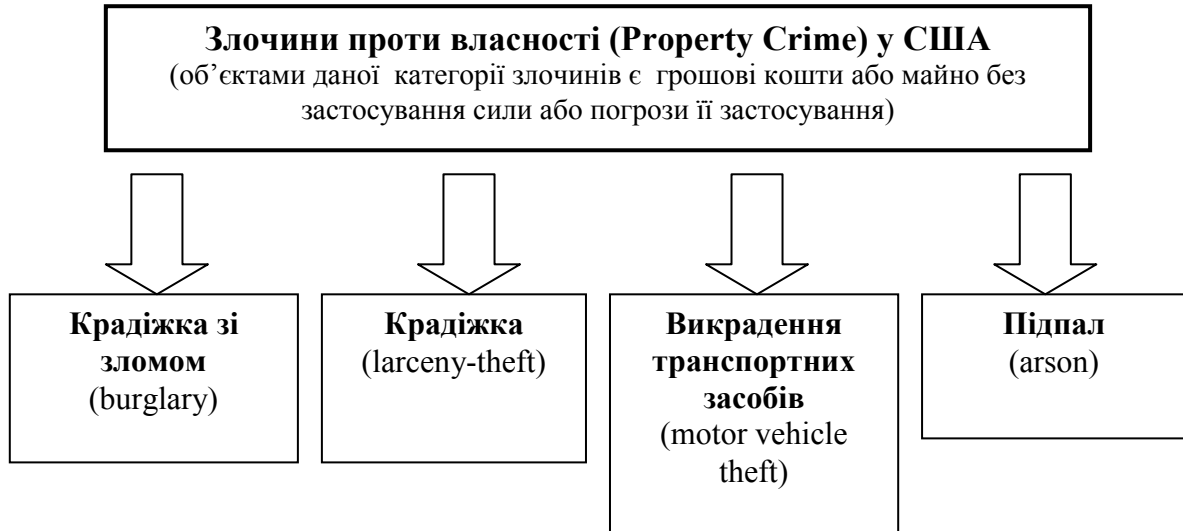 Злочини проти власності (Property Crime) у США
(об’єктами даної категорії злочинів є грошові кошти або майно без
застосування сили або погрози її застосування)
Крадіжка зі
зломом
(burglary)
Крадіжка
(larceny-theft)
Викрадення
транспортних
засобів
(motor vehicle
theft)
Підпал
(arson)